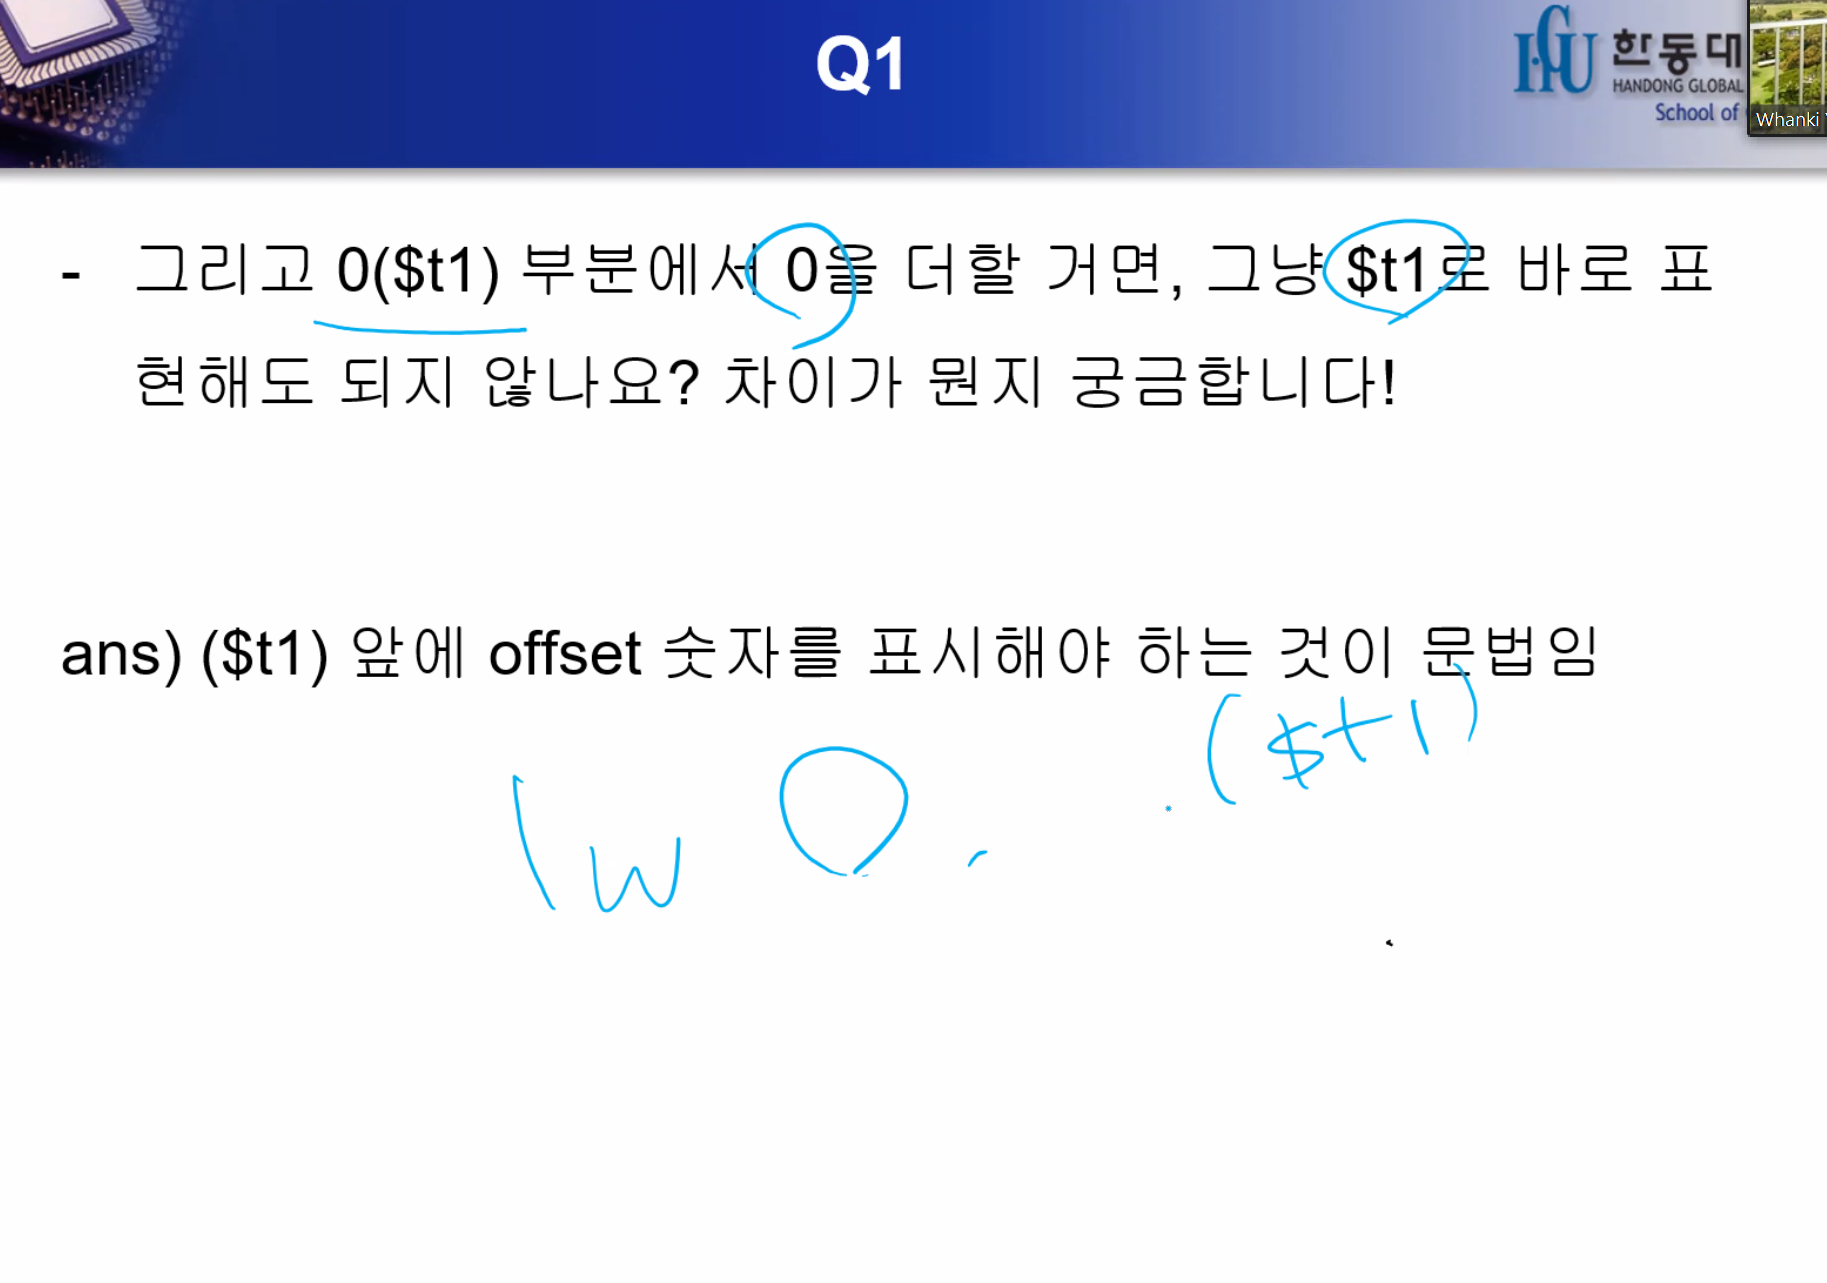 Q1
한동대
HANDONG GLOBAL
School of
Whanki
- 그리고 0($t1) 부분에서 0을 더할 거면, 그냥 $t1로 바로 표
현해도 되지 않나요? 차이가 뭔지 궁금합니다!
ans) ($t1) 앞에 offset 숫자를 표시해야 하는 것이 문법임
lw ($t1)